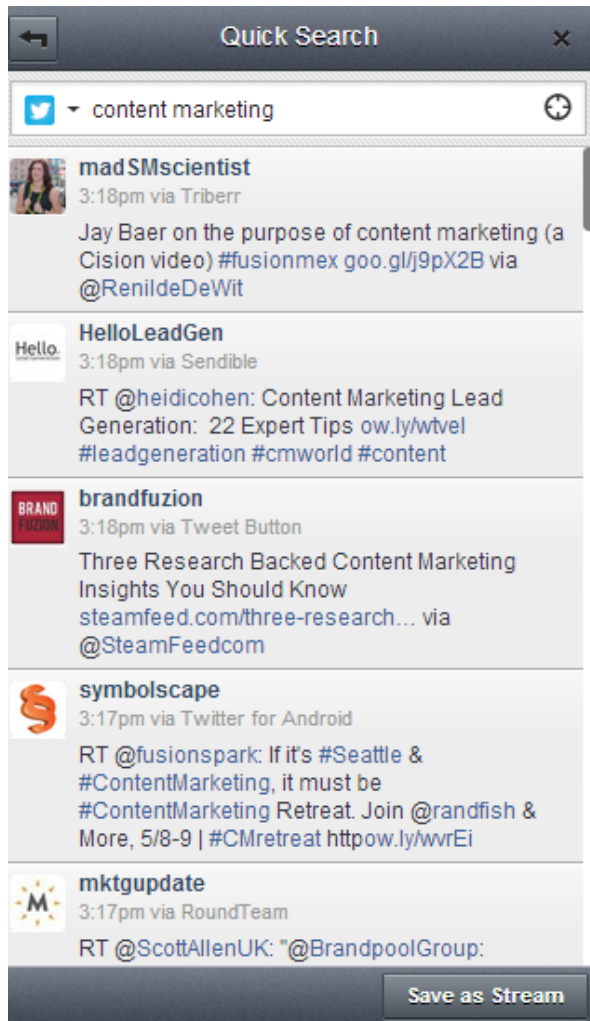 Quick Search
content marketing
madSMscientist
3:18pm via Triberr
Jay Baer on the purpose of content marketing (a
Cision video) #fusionmex goo.gl/j9pX2B via
@RenildeDeWit
Hello.
HelloLeadGen
3:18pm via Sendible
RT @heidicohen: Content Marketing Lead
Generation:  22 Expert Tips ow.ly/wtvel
#leadgeneration #cmworld #content
BRAND
FUZION
brandfuzion
3:18pm via Tweet Button
Three Research Backed Content Marketing
Insights You Should Know
steamfeed.com/three-research... via
@SteamFeedcom
symbolscape
3:17pm via Twitter for Android
RT @fusionspark: If it's #Seattle &
#ContentMarketing, it must be
#ContentMarketing Retreat. Join @randfish &
More, 5/8-9 | #CMretreat httpow.ly/wvrEi
M
mktgupdate
3:17pm via RoundTeam
RT @ScottAllenUK: "@BrandpoolGroup:
Save as Stream